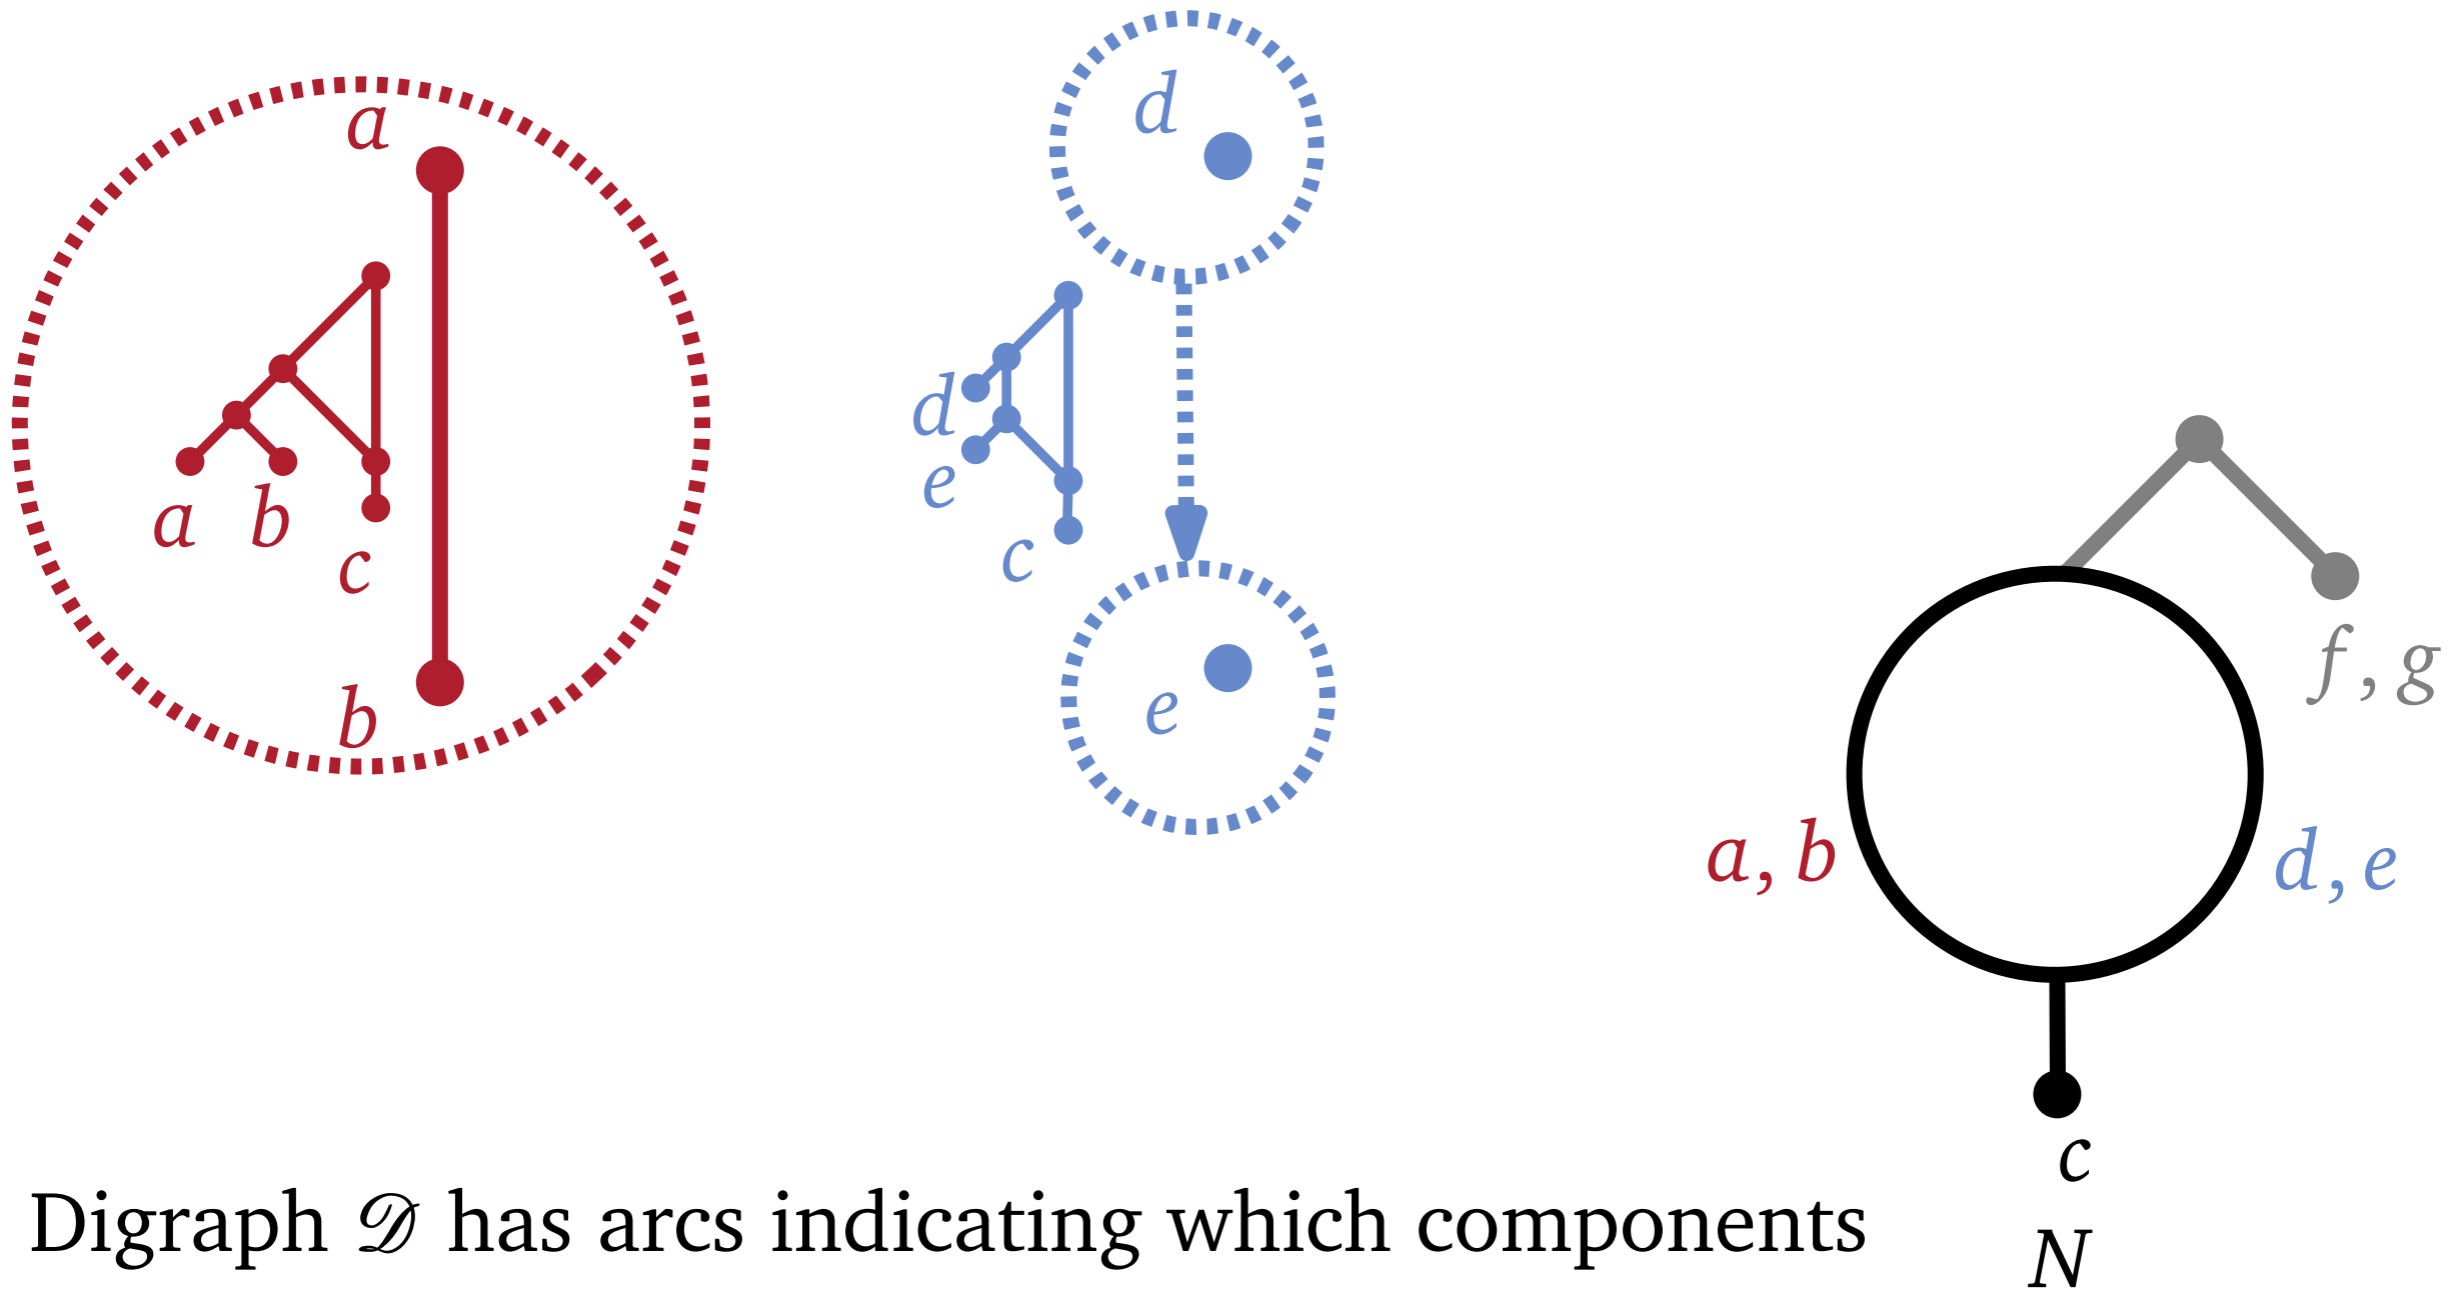 a
a
b
c
b
d
d
e
c
e
f, g
a, b
d, e
c
Digraph 𝒟 has arcs indicating which components
N